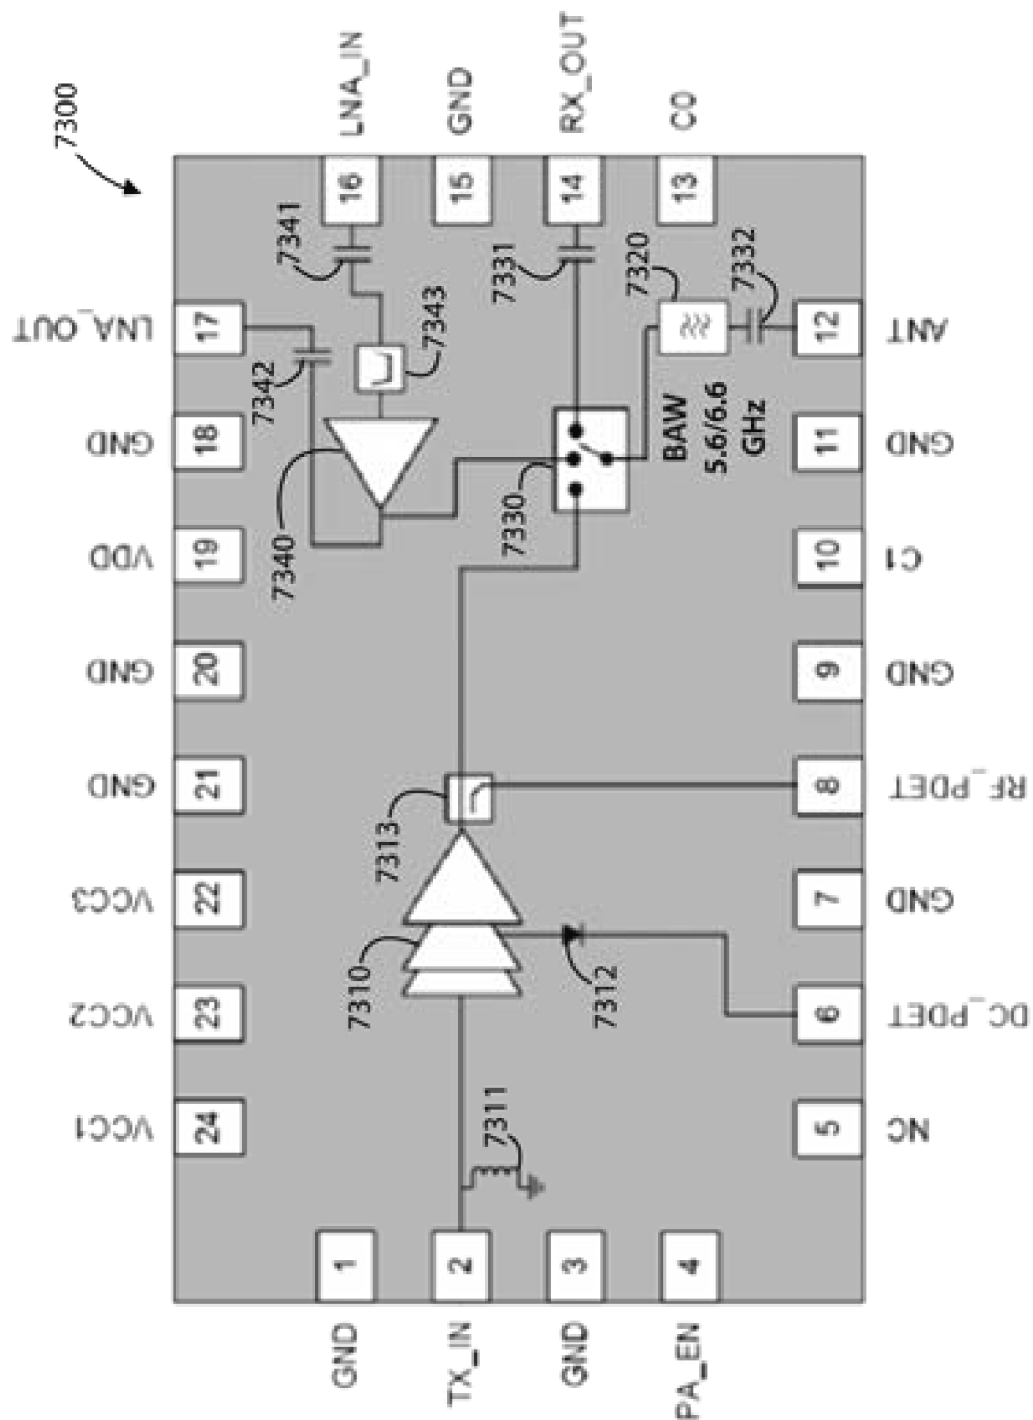 7300
LNA_IN
GND
RX_OUT
C0
16
15
14
13
7341
7331
7320
7332
7343
7342
LNA_OUT
17
12
ANT
GND
18
BAW
5.6/6.6
GHz
11
GND
7340
7330
VDD
19
10
C1
GND
20
9
GND
GND
21
7313
8
RF_PDET
VCC3
22
7310
7312
7
GND
VCC2
23
6
DC_PDET
VCC1
24
7311
5
NC
1
2
3
4
GND
TX_IN
GND
PA_EN